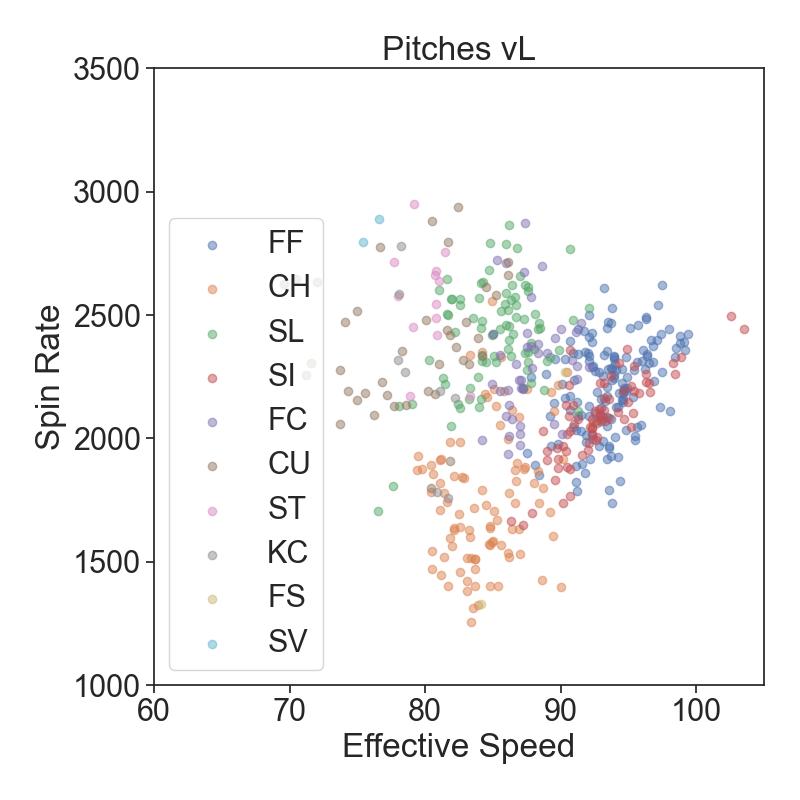 Pitches vL
3500
3000
2500
2000
1500
1000
Spin Rate
FF
CH
SL
SI
FC
CU
ST
KC
FS
SV
60 70 80 90 100
Effective Speed